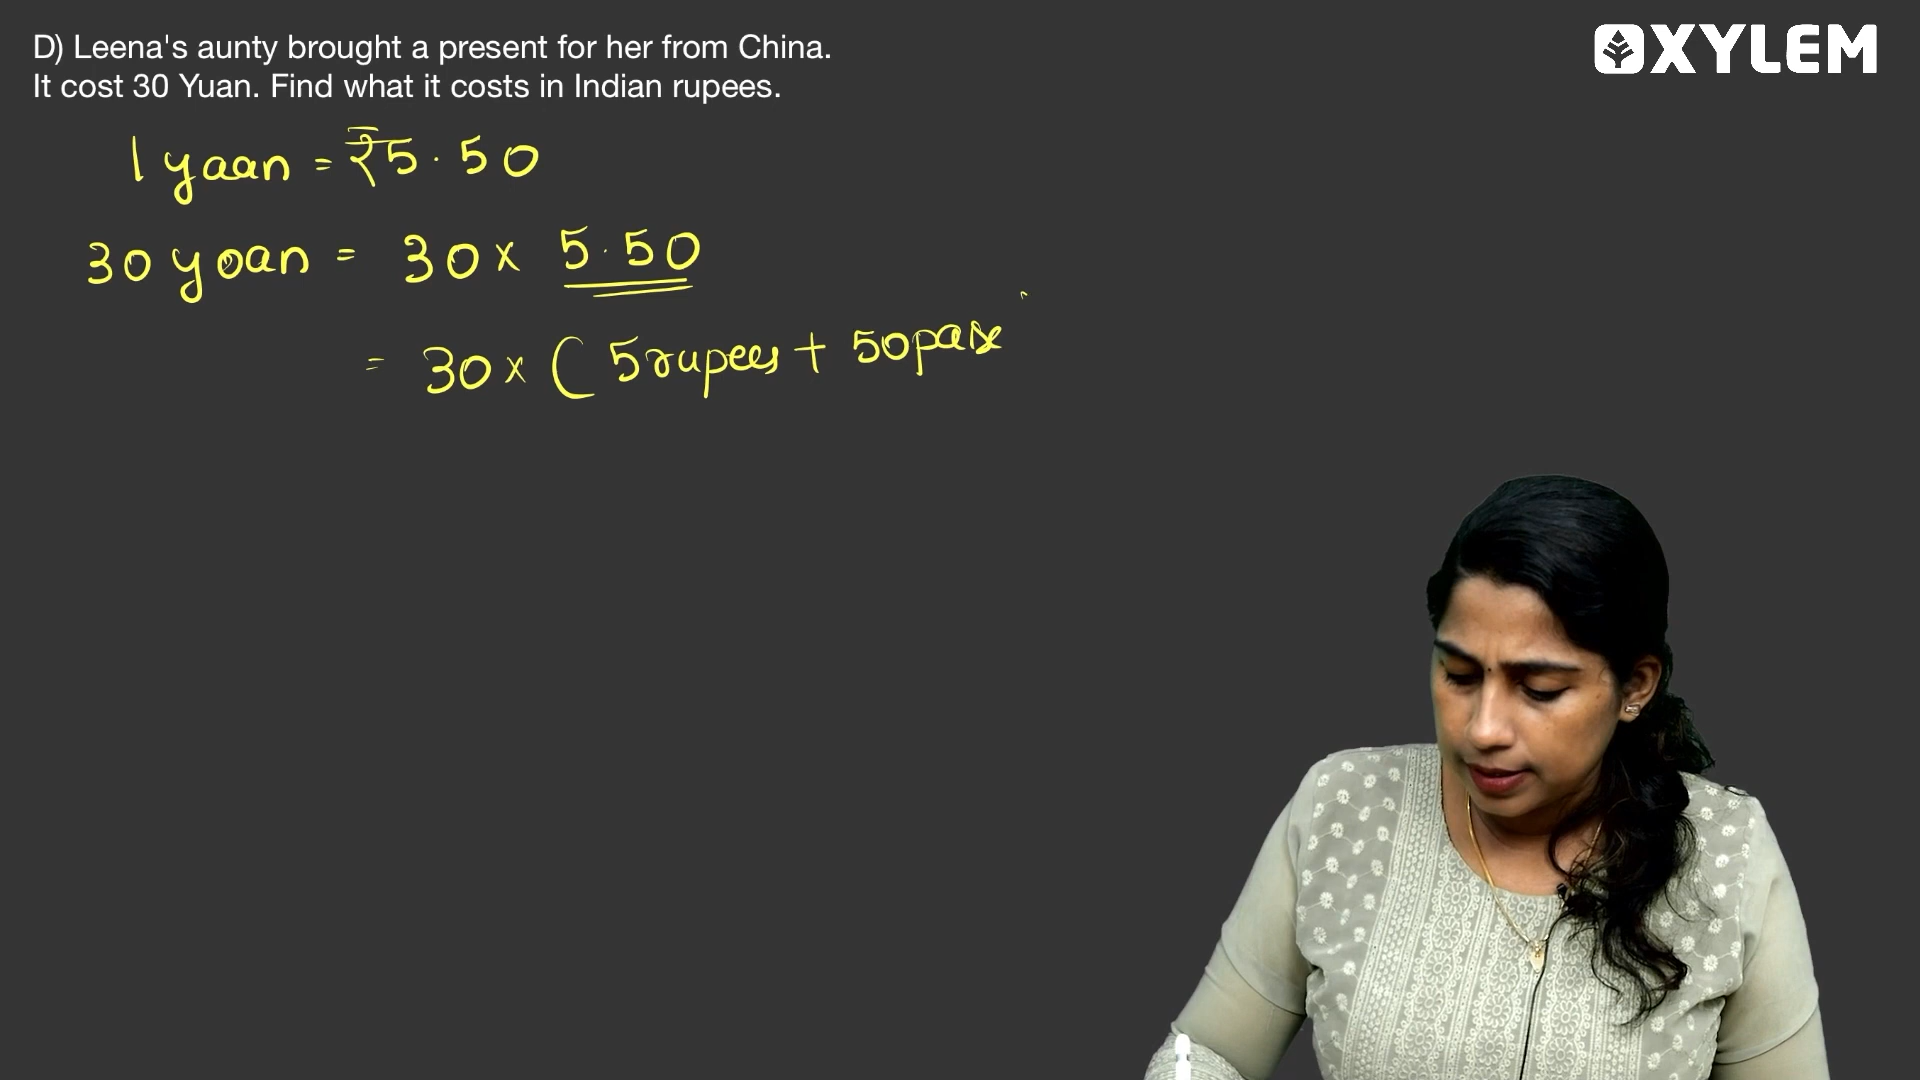 D) Leena's aunty brought a present for her from China.
It cost 30 Yuan. Find what it costs in Indian rupees.
XYLEM
1 yaan = ₹5.50
30 yoan = 30 x 5.50
= 30 x ( 5 rupees + 50 paise